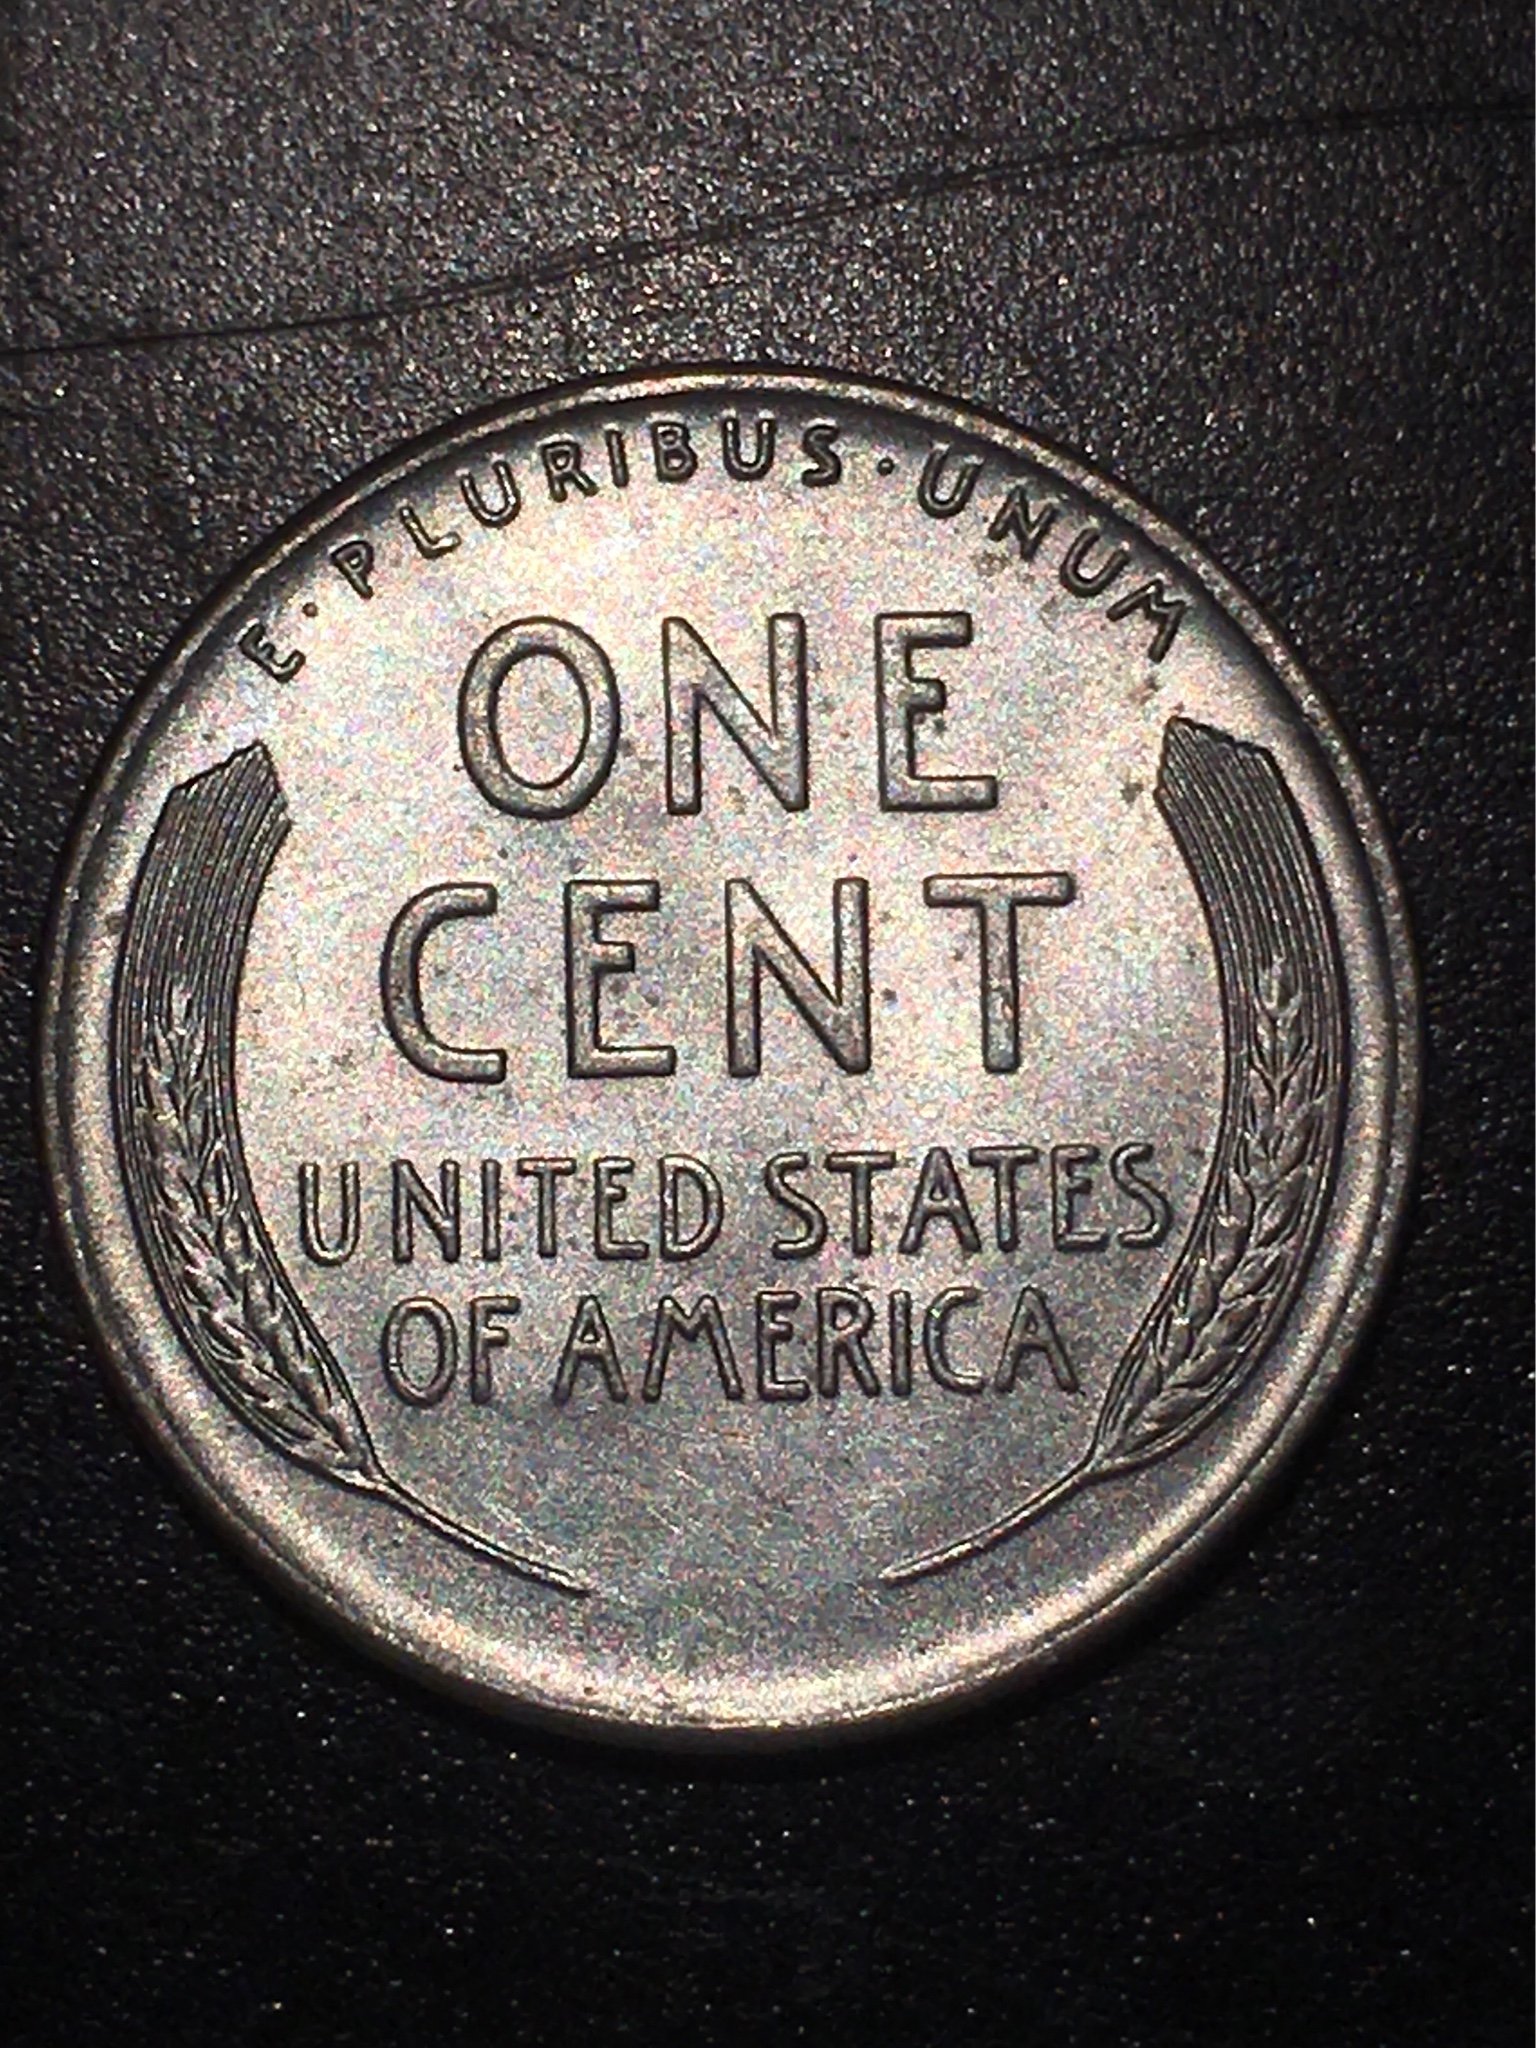 E·PLURIBUS·UNUM
ONE
CENT
UNITED STATES
OF AMERICA